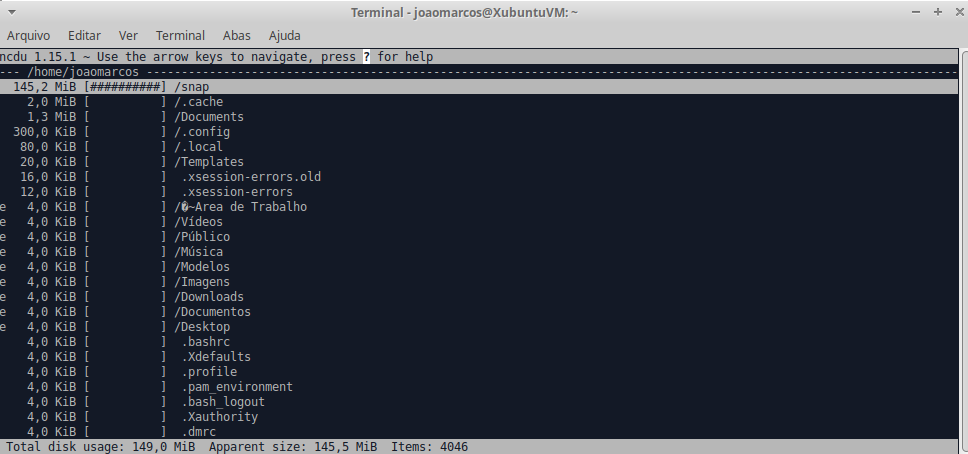 Terminal - joaomarcos@XubuntuVM: ~
Arquivo Editar Ver Terminal Abas Ajuda
ncdu 1.15.1 ~ Use the arrow keys to navigate, press ? for help
--- /home/joaomarcos ----------------------------------------------------------------------------------------------------------------------
145,2 MiB [##########] /snap
2,0 MiB [          ] /.cache
1,3 MiB [          ] /Documents
300,0 KiB [          ] /.config
80,0 KiB [          ] /.local
20,0 KiB [          ] /Templates
16,0 KiB [          ]  .xsession-errors.old
12,0 KiB [          ]  .xsession-errors
e   4,0 KiB [          ] /�~Area de Trabalho
e   4,0 KiB [          ] /Vídeos
e   4,0 KiB [          ] /Público
e   4,0 KiB [          ] /Música
e   4,0 KiB [          ] /Modelos
e   4,0 KiB [          ] /Imagens
e   4,0 KiB [          ] /Downloads
e   4,0 KiB [          ] /Documentos
e   4,0 KiB [          ] /Desktop
4,0 KiB [          ]  .bashrc
4,0 KiB [          ]  .Xdefaults
4,0 KiB [          ]  .profile
4,0 KiB [          ]  .pam_environment
4,0 KiB [          ]  .bash_logout
4,0 KiB [          ]  .Xauthority
4,0 KiB [          ]  .dmrc
Total disk usage: 149,0 MiB  Apparent size: 145,5 MiB  Items: 4046